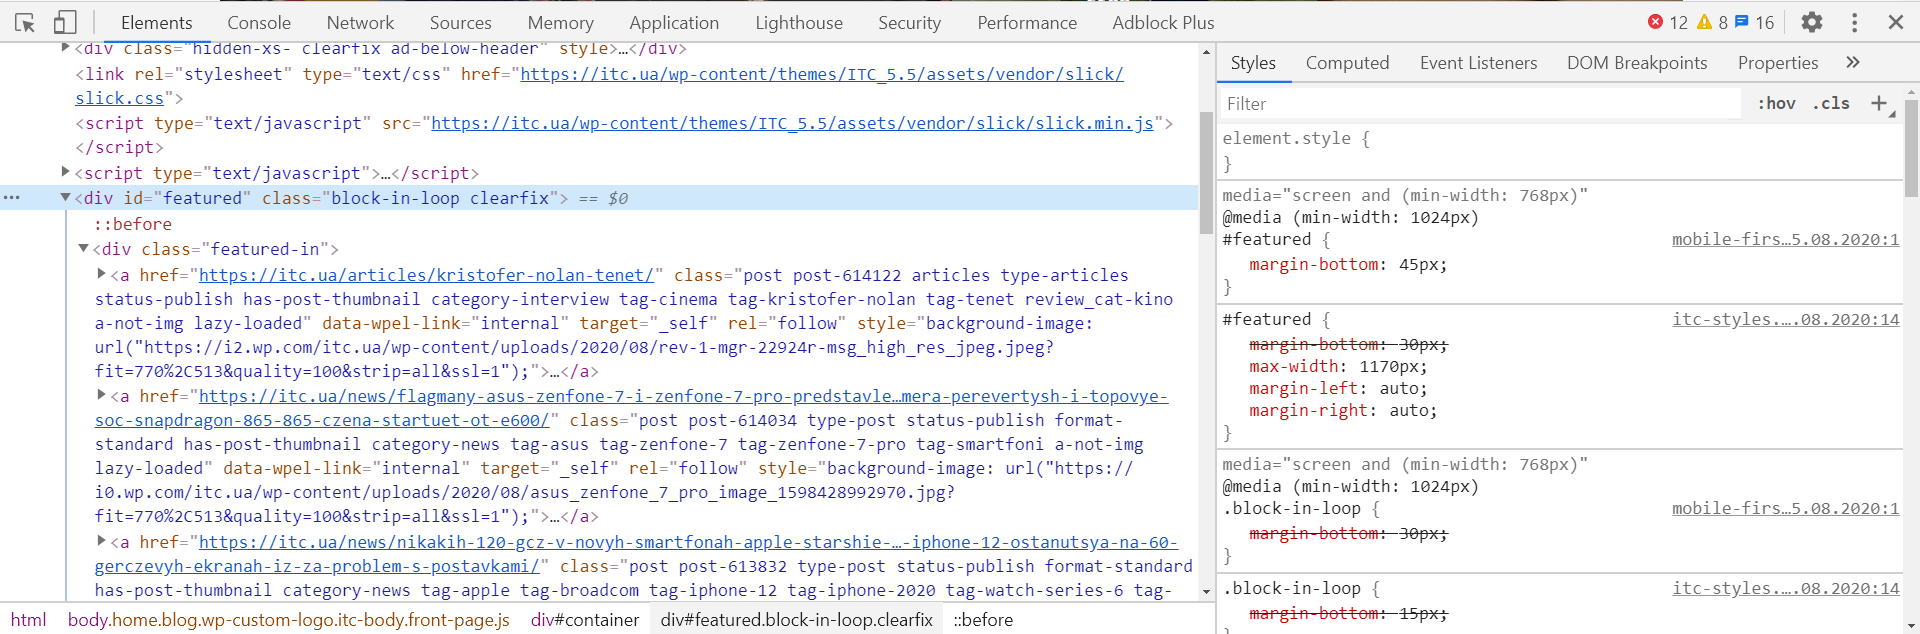 Elements Console Network Sources Memory Application Lighthouse Security Performance Adblock Plus 12 8 16
<div class="hidden-xs- clearfix ad-below-header" style>…</div>
<link rel="stylesheet" type="text/css" href="https://itc.ua/wp-content/themes/ITC_5.5/assets/vendor/slick/
slick.css">
<script type="text/javascript" src="https://itc.ua/wp-content/themes/ITC_5.5/assets/vendor/slick/slick.min.js">
</script>
<script type="text/javascript">…</script>
… <div id="featured" class="block-in-loop clearfix"> == $0
::before
<div class="featured-in">
<a href="https://itc.ua/articles/kristofer-nolan-tenet/" class="post post-614122 articles type-articles
status-publish has-post-thumbnail category-interview tag-cinema tag-kristofer-nolan tag-tenet review_cat-kino
a-not-img lazy-loaded" data-wpel-link="internal" target="_self" rel="follow" style="background-image:
url("https://i2.wp.com/itc.ua/wp-content/uploads/2020/08/rev-1-mgr-22924r-msg_high_res_jpeg.jpeg?
fit=770%2C513&quality=100&strip=all&ssl=1");">…</a>
<a href="https://itc.ua/news/flagmany-asus-zenfone-7-i-zenfone-7-pro-predstavle…mera-perevertysh-i-topovye-
soc-snapdragon-865-865-czena-startuet-ot-e600/" class="post post-614034 type-post status-publish format-
standard has-post-thumbnail category-news tag-asus tag-zenfone-7 tag-zenfone-7-pro tag-smartfoni a-not-img
lazy-loaded" data-wpel-link="internal" target="_self" rel="follow" style="background-image: url("https://
i0.wp.com/itc.ua/wp-content/uploads/2020/08/asus_zenfone_7_pro_image_1598428992970.jpg?
fit=770%2C513&quality=100&strip=all&ssl=1");">…</a>
<a href="https://itc.ua/news/nikakih-120-gcz-v-novyh-smartfonah-apple-starshie-…-iphone-12-ostanutsya-na-60-
gerczevyh-ekranah-iz-za-problem-s-postavkami/" class="post post-613832 type-post status-publish format-standard
has-post-thumbnail category-news tag-apple tag-broadcom tag-iphone-12 tag-iphone-2020 tag-watch-series-6 tag-
html body.home.blog.wp-custom-logo.itc-body.front-page.js div#container div#featured.block-in-loop.clearfix ::before
Styles Computed Event Listeners DOM Breakpoints Properties »
Filter :hov .cls +
element.style {
}
media="screen and (min-width: 768px)"
@media (min-width: 1024px)
#featured { mobile-firs…5.08.2020:1
margin-bottom: 45px;
}
#featured { itc-styles.….08.2020:14
margin-bottom: 30px;
max-width: 1170px;
margin-left: auto;
margin-right: auto;
}
media="screen and (min-width: 768px)"
@media (min-width: 1024px)
.block-in-loop { mobile-firs…5.08.2020:1
margin-bottom: 30px;
}
.block-in-loop { itc-styles.….08.2020:14
margin-bottom: 15px;